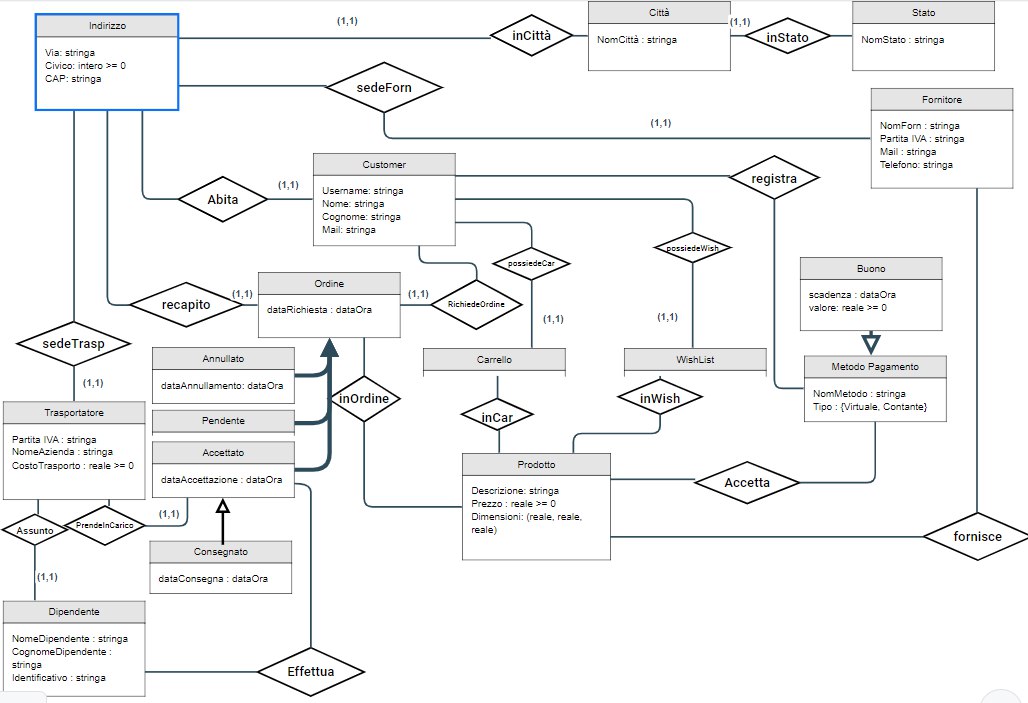 Indirizzo
Via: stringa
Civico: intero >= 0
CAP: stringa
(1,1)
inCittà
Città
NomCittà : stringa
(1,1)
inStato
Stato
NomStato : stringa
sedeForn
(1,1)
Fornitore
NomForn : stringa
Partita IVA : stringa
Mail : stringa
Telefono: stringa
Abita
(1,1)
Customer
Username: stringa
Nome: stringa
Cognome: stringa
Mail: stringa
registra
possiedeCar
possiedeWish
recapito
(1,1)
Ordine
dataRichiesta : dataOra
(1,1)
RichiedeOrdine
(1,1)
(1,1)
Buono
scadenza : dataOra
valore: reale >= 0
sedeTrasp
(1,1)
Annullato
dataAnnullamento: dataOra
Pendente
Accettato
dataAccettazione : dataOra
inOrdine
Carrello
WishList
Metodo Pagamento
NomMetodo : stringa
Tipo : {Virtuale, Contante}
inCar
inWish
Trasportatore
Partita IVA : stringa
NomeAzienda : stringa
CostoTrasporto : reale >= 0
Prodotto
Descrizione: stringa
Prezzo : reale >= 0
Dimensioni: (reale, reale,
reale)
Accetta
fornisce
Assunto
PrendeInCarico
(1,1)
Consegnato
dataConsegna : dataOra
(1,1)
Dipendente
NomeDipendente : stringa
CognomeDipendente :
stringa
Identificativo : stringa
Effettua